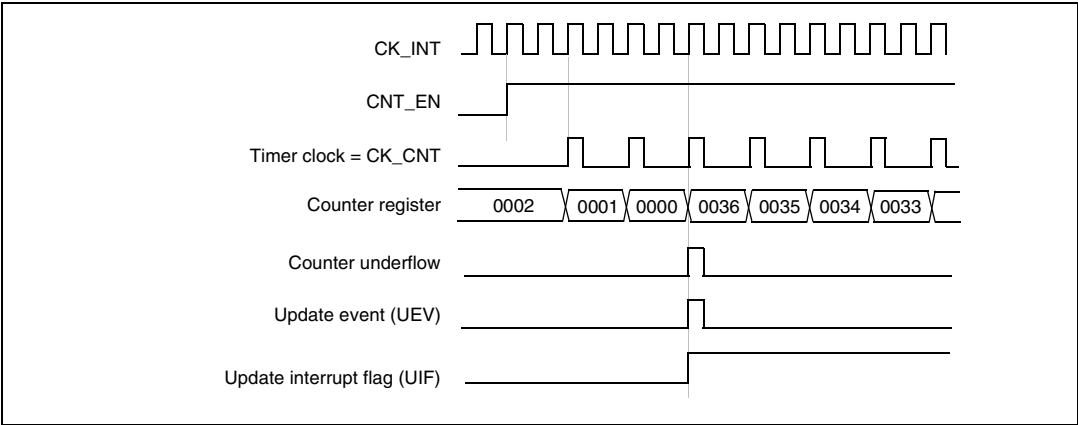 CK_INT
CNT_EN
Timer clock = CK_CNT
Counter register 0002 0001 0000 0036 0035 0034 0033
Counter underflow
Update event (UEV)
Update interrupt flag (UIF)